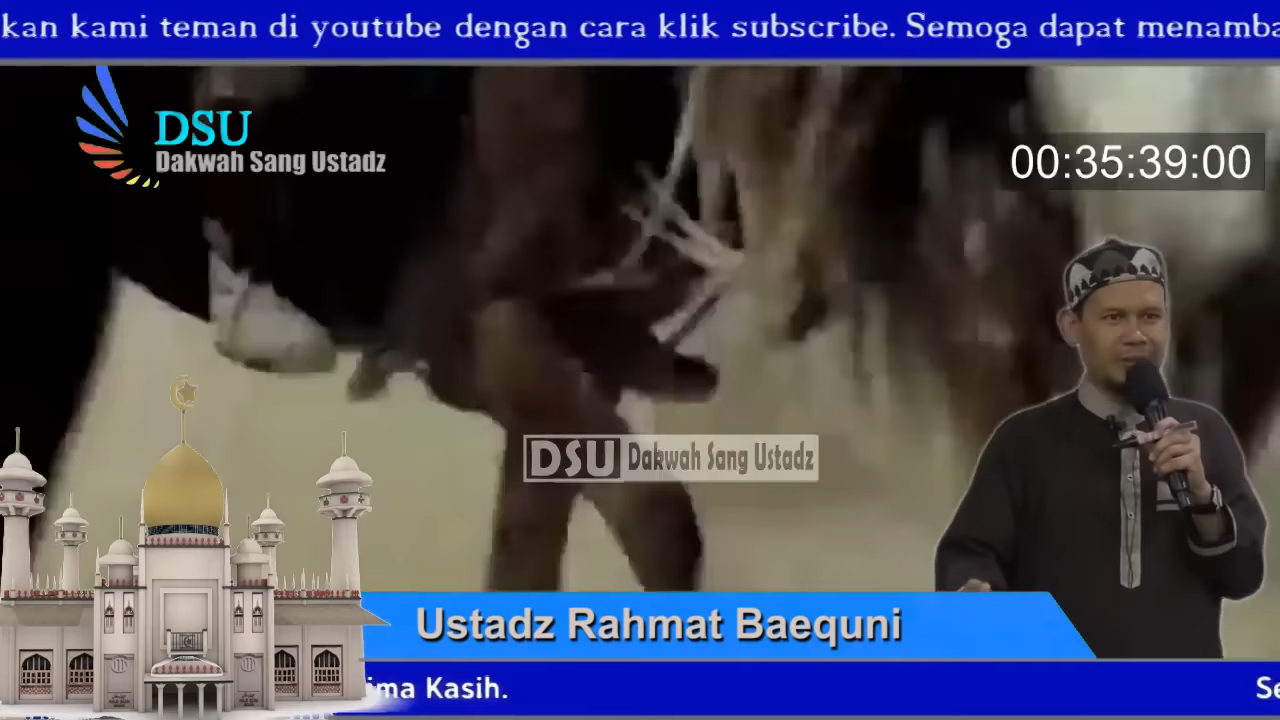 kan kami teman di youtube dengan cara klik subscribe. Semoga dapat menamba
DSU
Dakwah Sang Ustadz
00:35:39:00
DSU Dakwah Sang Ustadz
Ustadz Rahmat Baequni
ima Kasih. Se